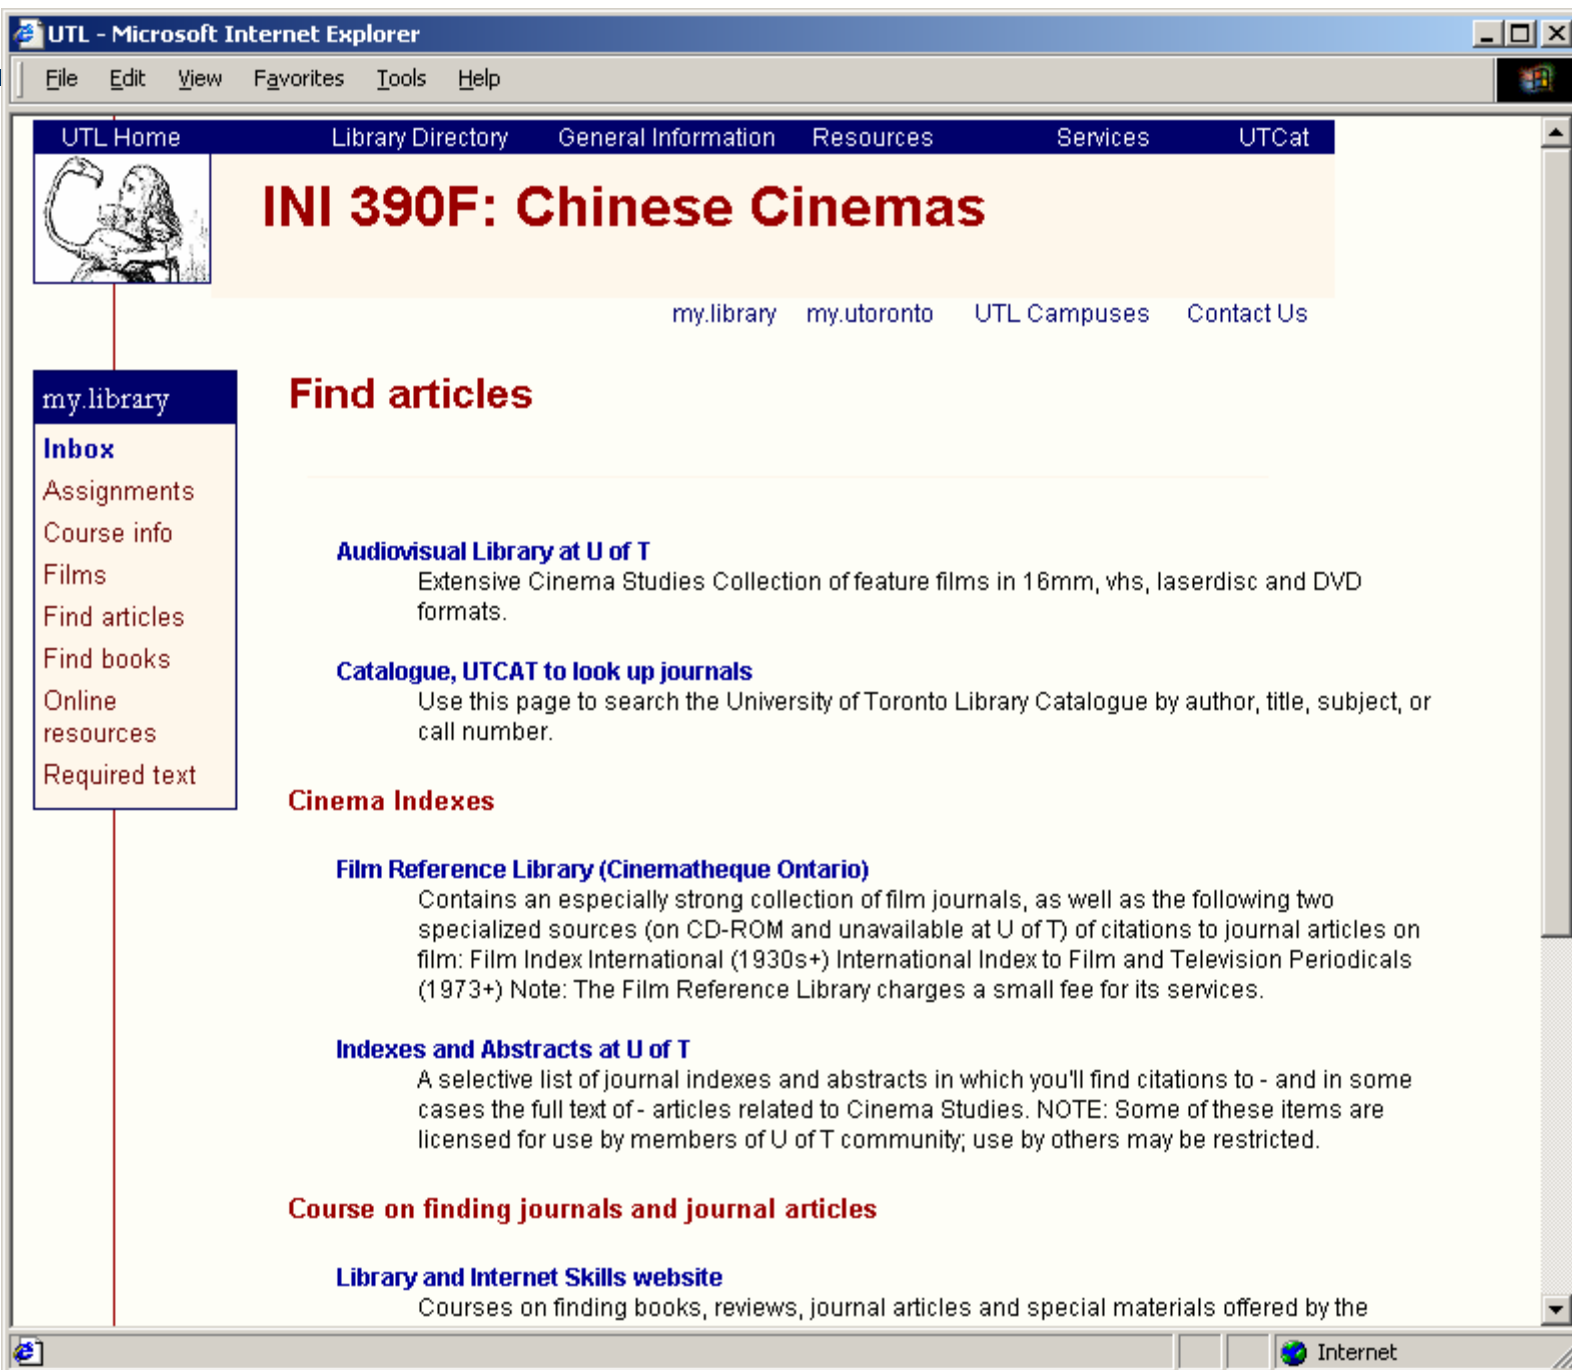 UTL - Microsoft Internet Explorer
File Edit View Favorites Tools Help
UTL Home Library Directory General Information Resources Services UTCat
INI 390F: Chinese Cinemas
my.library my.utoronto UTL Campuses Contact Us
my.library
Inbox
Assignments
Course info
Films
Find articles
Find books
Online
resources
Required text
Find articles
Audiovisual Library at U of T
Extensive Cinema Studies Collection of feature films in 16mm, vhs, laserdisc and DVD
formats.
Catalogue, UTCAT to look up journals
Use this page to search the University of Toronto Library Catalogue by author, title, subject, or
call number.
Cinema Indexes
Film Reference Library (Cinematheque Ontario)
Contains an especially strong collection of film journals, as well as the following two
specialized sources (on CD-ROM and unavailable at U of T) of citations to journal articles on
film: Film Index International (1930s+) International Index to Film and Television Periodicals
(1973+) Note: The Film Reference Library charges a small fee for its services.
Indexes and Abstracts at U of T
A selective list of journal indexes and abstracts in which you'll find citations to - and in some
cases the full text of - articles related to Cinema Studies. NOTE: Some of these items are
licensed for use by members of U of T community; use by others may be restricted.
Course on finding journals and journal articles
Library and Internet Skills website
Courses on finding books, reviews, journal articles and special materials offered by the
Internet